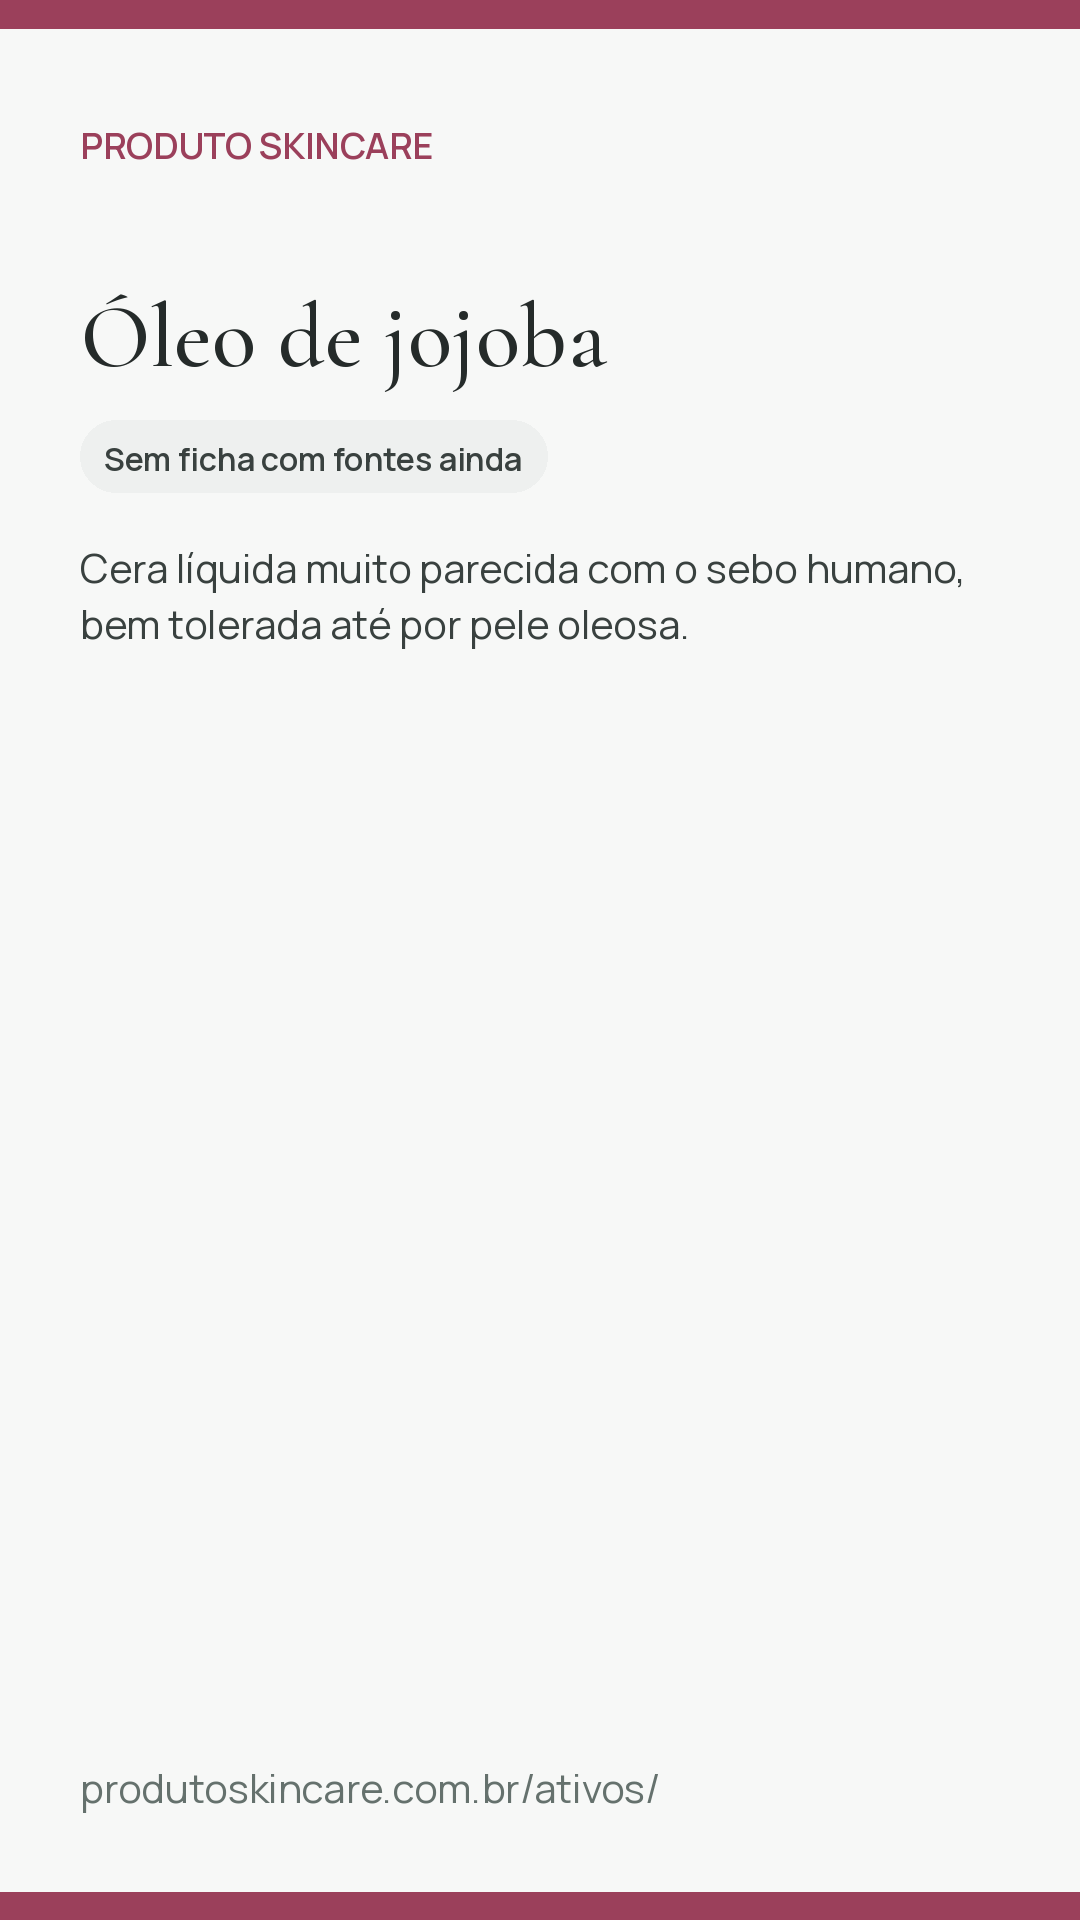 PRODUTO SKINCARE
Óleo de jojoba
Sem ficha com fontes ainda
Cera líquida muito parecida com o sebo humano,
bem tolerada até por pele oleosa.
produtoskincare.com.br/ativos/